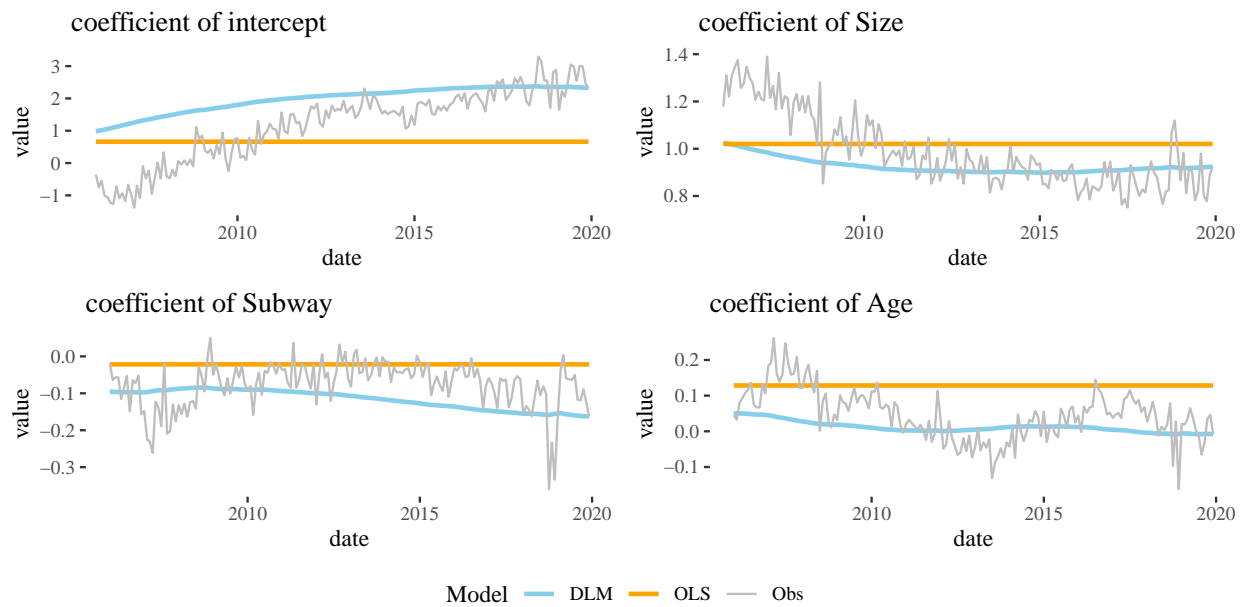 coefficient of intercept
3
2
1
0
−1
value
2010
2015
2020
date
coefficient of Size
1.4
1.2
1.0
0.8
value
2010
2015
2020
date
coefficient of Subway
0.0
−0.1
−0.2
−0.3
value
2010
2015
2020
date
coefficient of Age
0.2
0.1
0.0
−0.1
value
2010
2015
2020
date
Model DLM OLS Obs